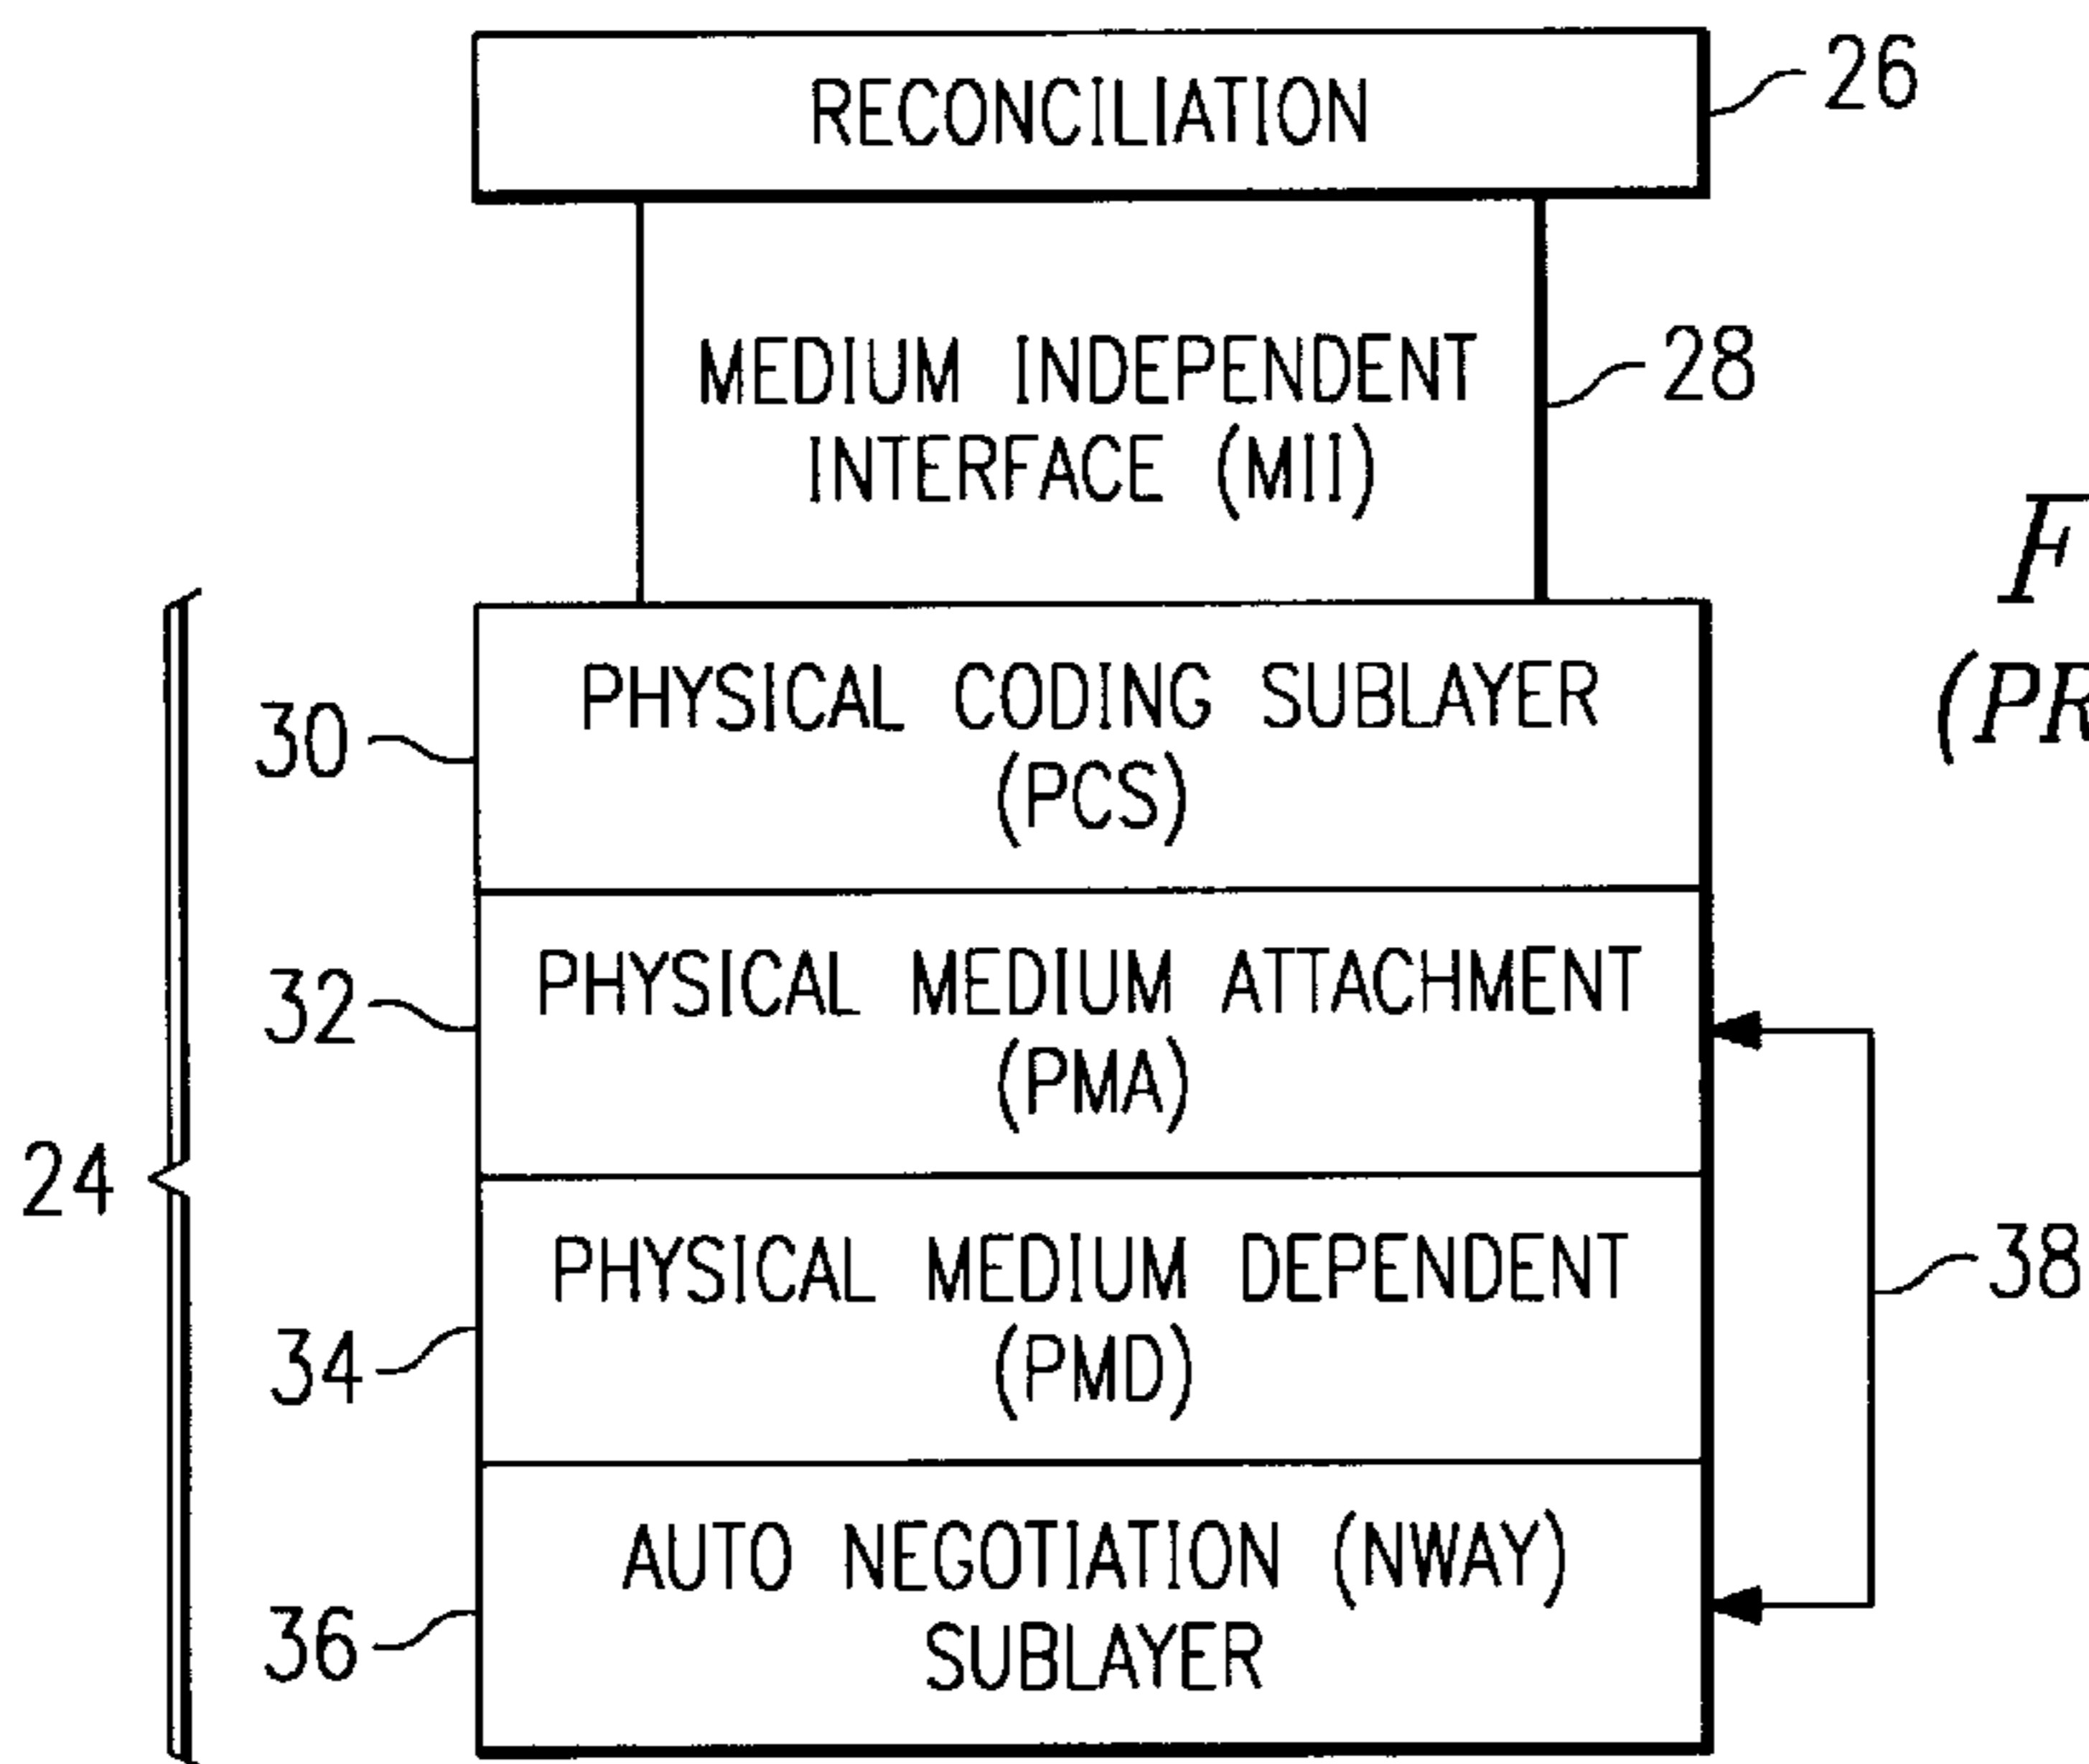 RECONCILIATION
26
MEDIUM INDEPENDENT
INTERFACE (MII)
28
F
(PR
PHYSICAL CODING SUBLAYER
(PCS)
30
PHYSICAL MEDIUM ATTACHMENT
(PMA)
32
24
PHYSICAL MEDIUM DEPENDENT
(PMD)
34
38
AUTO NEGOTIATION (NWAY)
SUBLAYER
36